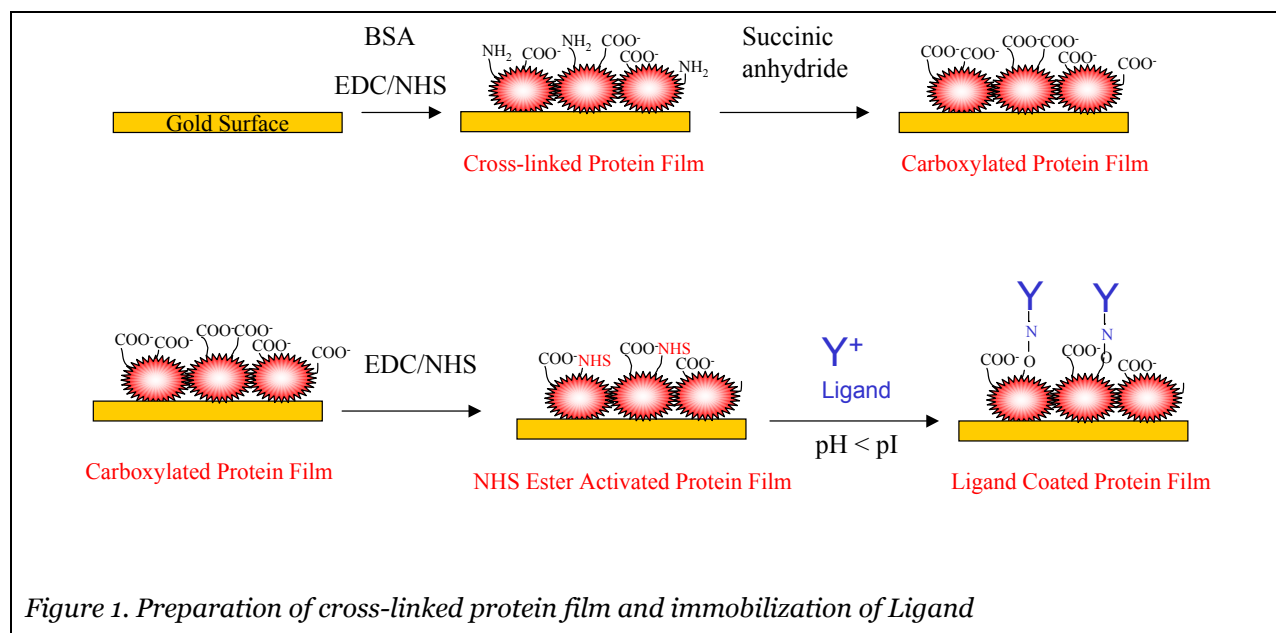 BSA
EDC/NHS
Succinic
anhydride
NH2 COO- NH2 COO- COO- NH2
COO- COO- COO- COO- COO- COO-
Gold Surface
Cross-linked Protein Film
Carboxylated Protein Film
COO- COO- COO- COO- COO- COO-
EDC/NHS
COO- NHS COO- NHS COO-
Y+
Ligand
pH < pI
Y Y
N N
O O
COO- COO- COO-
Carboxylated Protein Film
NHS Ester Activated Protein Film
Ligand Coated Protein Film
Figure 1. Preparation of cross-linked protein film and immobilization of Ligand